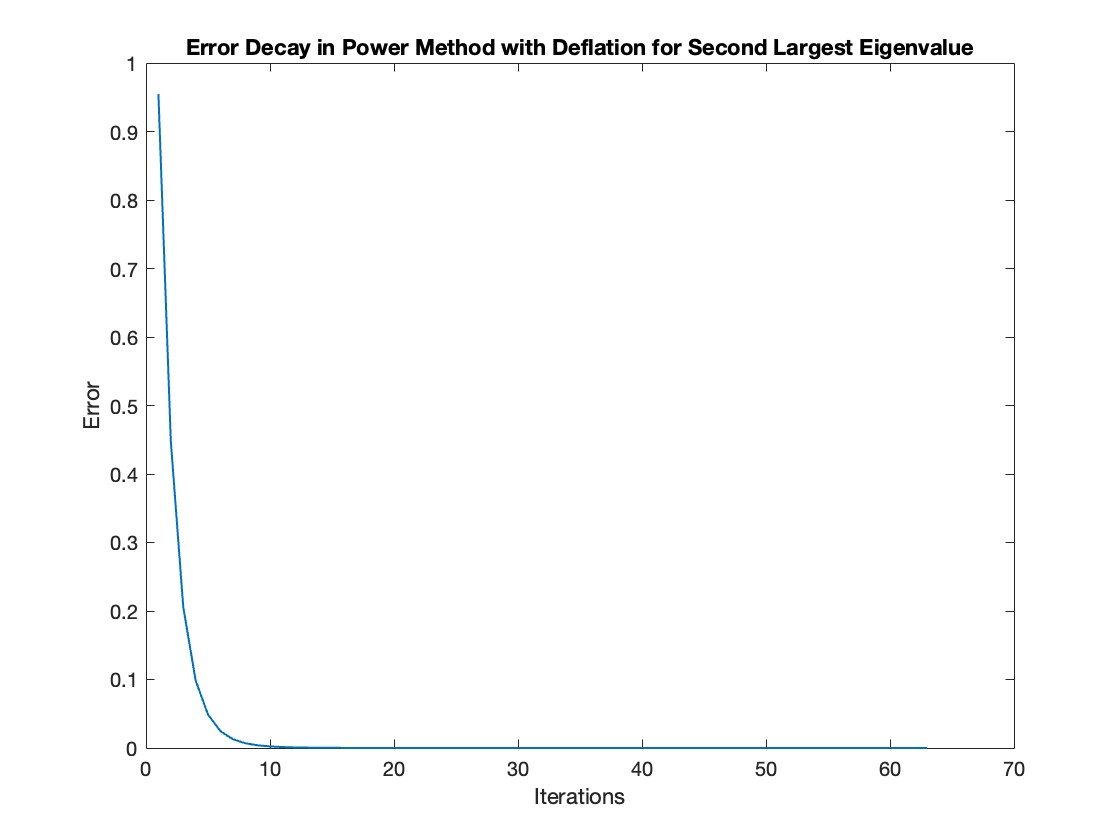 Error Decay in Power Method with Deflation for Second Largest Eigenvalue
1
0.9
0.8
0.7
0.6
0.5
0.4
0.3
0.2
0.1
0
Error
0 10 20 30 40 50 60 70
Iterations